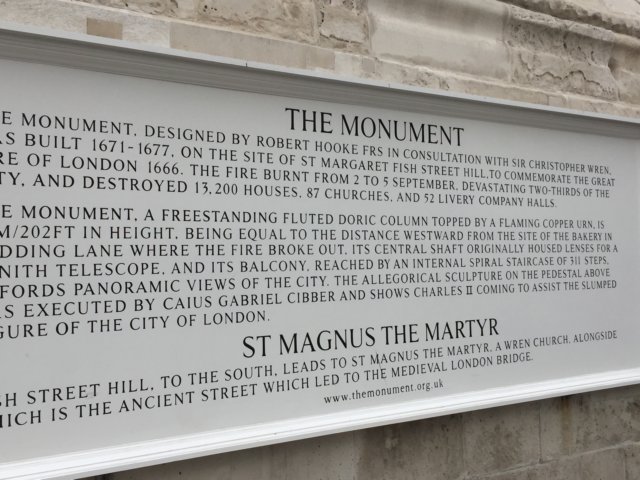 THE MONUMENT
E MONUMENT, DESIGNED BY ROBERT HOOKE FRS IN CONSULTATION WITH SIR CHRISTOPHER WREN,
AS BUILT 1671-1677, ON THE SITE OF ST MARGARET FISH STREET HILL, TO COMMEMORATE THE GREAT
RE OF LONDON 1666. THE FIRE BURNT FROM 2 TO 5 SEPTEMBER, DEVASTATING TWO-THIRDS OF THE
TY, AND DESTROYED 13,200 HOUSES, 87 CHURCHES, AND 52 LIVERY COMPANY HALLS.
E MONUMENT, A FREESTANDING FLUTED DORIC COLUMN TOPPED BY A FLAMING COPPER URN, IS
M/202FT IN HEIGHT, BEING EQUAL TO THE DISTANCE WESTWARD FROM THE SITE OF THE BAKERY IN
DDING LANE WHERE THE FIRE BROKE OUT. ITS CENTRAL SHAFT ORIGINALLY HOUSED LENSES FOR A
NITH TELESCOPE, AND ITS BALCONY, REACHED BY AN INTERNAL SPIRAL STAIRCASE OF 311 STEPS,
FORDS PANORAMIC VIEWS OF THE CITY. THE ALLEGORICAL SCULPTURE ON THE PEDESTAL ABOVE
AS EXECUTED BY CAIUS GABRIEL CIBBER AND SHOWS CHARLES II COMING TO ASSIST THE SLUMPED
GURE OF THE CITY OF LONDON.
ST MAGNUS THE MARTYR
SH STREET HILL, TO THE SOUTH, LEADS TO ST MAGNUS THE MARTYR, A WREN CHURCH, ALONGSIDE
HICH IS THE ANCIENT STREET WHICH LED TO THE MEDIEVAL LONDON BRIDGE.
www.themonument.org.uk